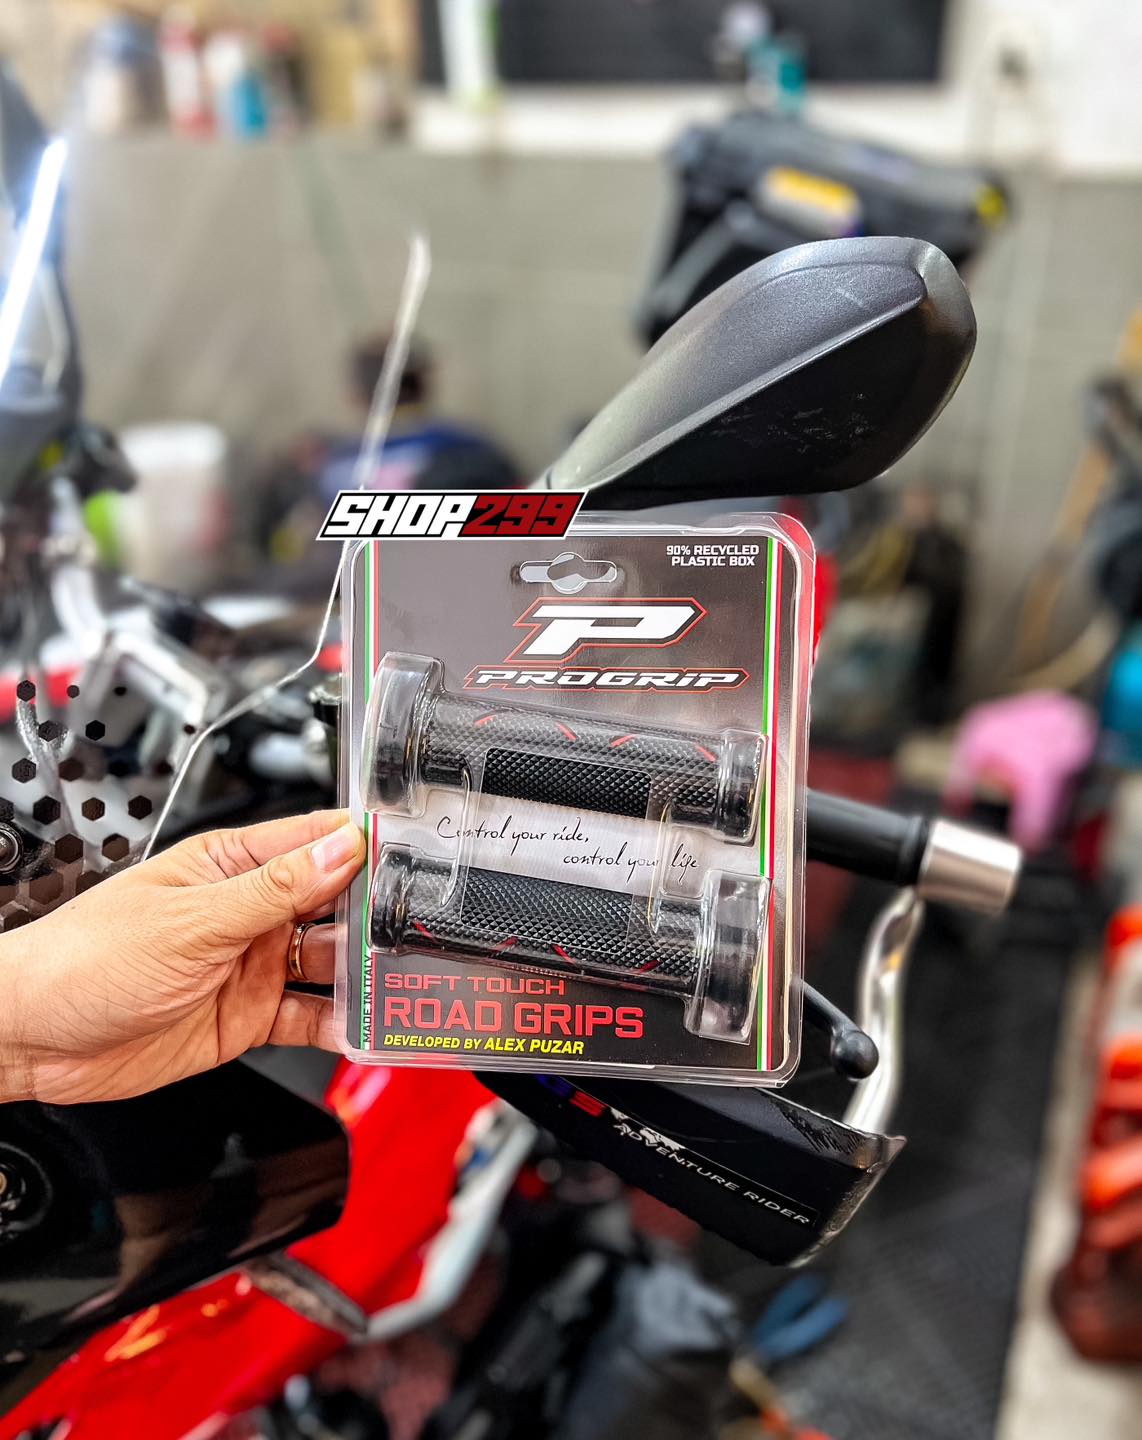 SHOP299
90% RECYCLED
PLASTIC BOX
P
PROGRIP
Control your ride,
control your life
MADE IN ITALY
SOFT TOUCH
ROAD GRIPS
DEVELOPED BY ALEX PUZAR
GS
ADVENTURE RIDER